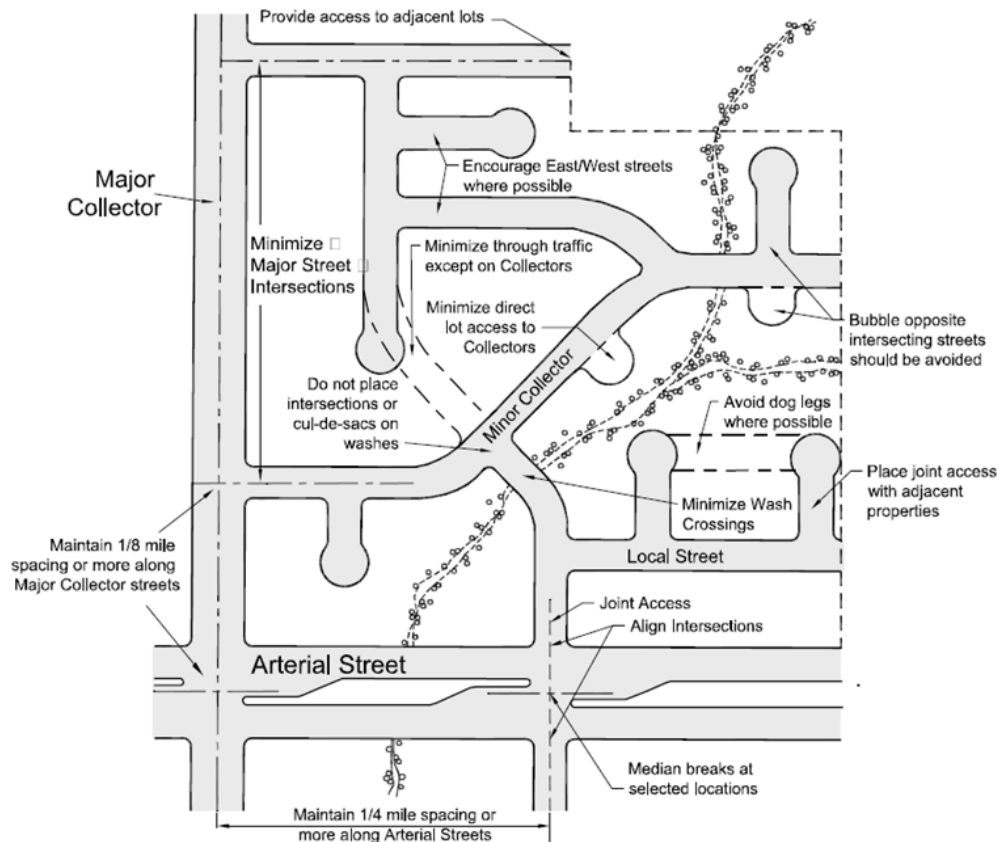 Provide access to adjacent lots
Major
Collector
Encourage East/West streets
where possible
Minimize □
Major Street □
Intersections
Minimize through traffic
except on Collectors
Minimize direct
lot access to
Collectors
Bubble opposite
intersecting streets
should be avoided
Do not place
intersections or
cul-de-sacs on
washes
Minor Collector
Avoid dog legs
where possible
Place joint access
with adjacent
properties
Minimize Wash
Crossings
Maintain 1/8 mile
spacing or more along
Major Collector streets
Local Street
Joint Access
Align Intersections
Arterial Street
Median breaks at
selected locations
Maintain 1/4 mile spacing or
more along Arterial Streets